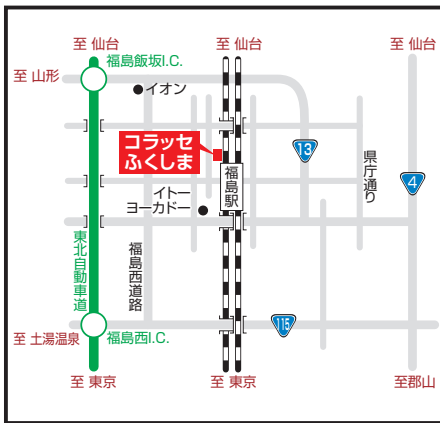 至 仙台
至 仙台
至 仙台
福島飯坂I.C.
至 山形
イオン
コラッセ
ふくしま
13
県庁通り
4
福島駅
イトー
ヨーカドー
東北自動車道
福島西道路
115
至 土湯温泉
福島西I.C.
至 東京
至 東京
至郡山